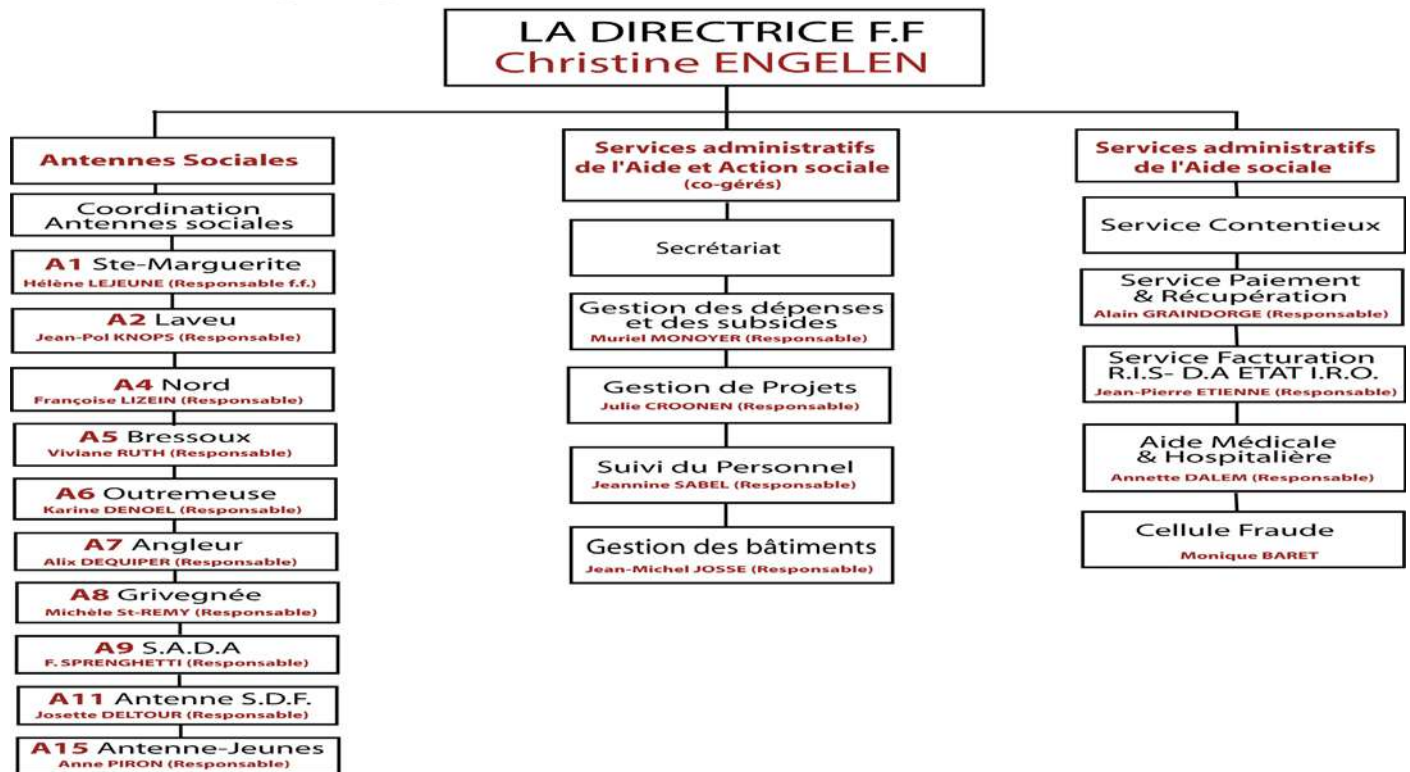 LA DIRECTRICE F.F
Christine ENGELEN
Antennes Sociales
Coordination
Antennes sociales
A1 Ste-Marguerite
Hélène LEJEUNE (Responsable f.f.)
A2 Laveu
Jean-Pol KNOPS (Responsable)
A4 Nord
Françoise LIZEIN (Responsable)
A5 Bressoux
Viviane RUTH (Responsable)
A6 Outremeuse
Karine DENOEL (Responsable)
A7 Angleur
Alix DEQUIPER (Responsable)
A8 Grivegnée
Michèle St-REMY (Responsable)
A9 S.A.D.A
F. SPRENGHETTI (Responsable)
A11 Antenne S.D.F.
Josette DELTOUR (Responsable)
A15 Antenne-Jeunes
Anne PIRON (Responsable)
Services administratifs
de l'Aide et Action sociale
(co-gérés)
Secrétariat
Gestion des dépenses
et des subsides
Muriel MONOYER (Responsable)
Gestion de Projets
Julie CROONEN (Responsable)
Suivi du Personnel
Jeannine SABEL (Responsable)
Gestion des bâtiments
Jean-Michel JOSSE (Responsable)
Services administratifs
de l'Aide sociale
Service Contentieux
Service Paiement
& Récupération
Alain GRAINDORGE (Responsable)
Service Facturation
R.I.S- D.A ETAT I.R.O.
Jean-Pierre ETIENNE (Responsable)
Aide Médicale
& Hospitalière
Annette DALEM (Responsable)
Cellule Fraude
Monique BARET